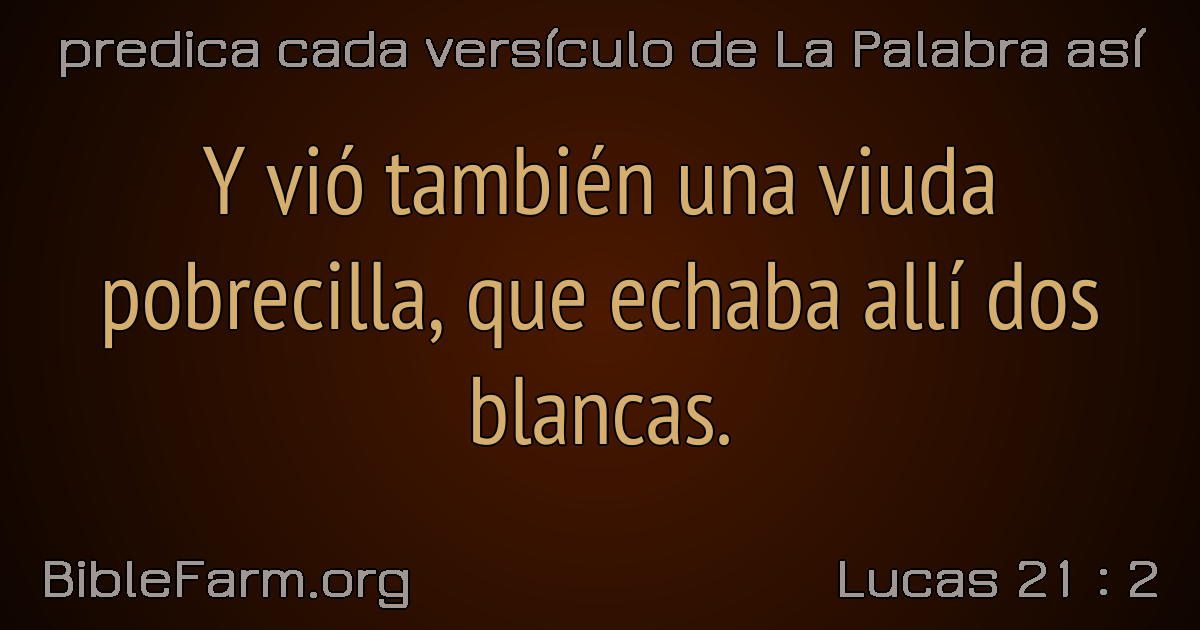 predica cada versículo de La Palabra así
Y vió también una viuda
pobrecilla, que echaba allí dos
blancas.
BibleFarm.org
Lucas 21 : 2